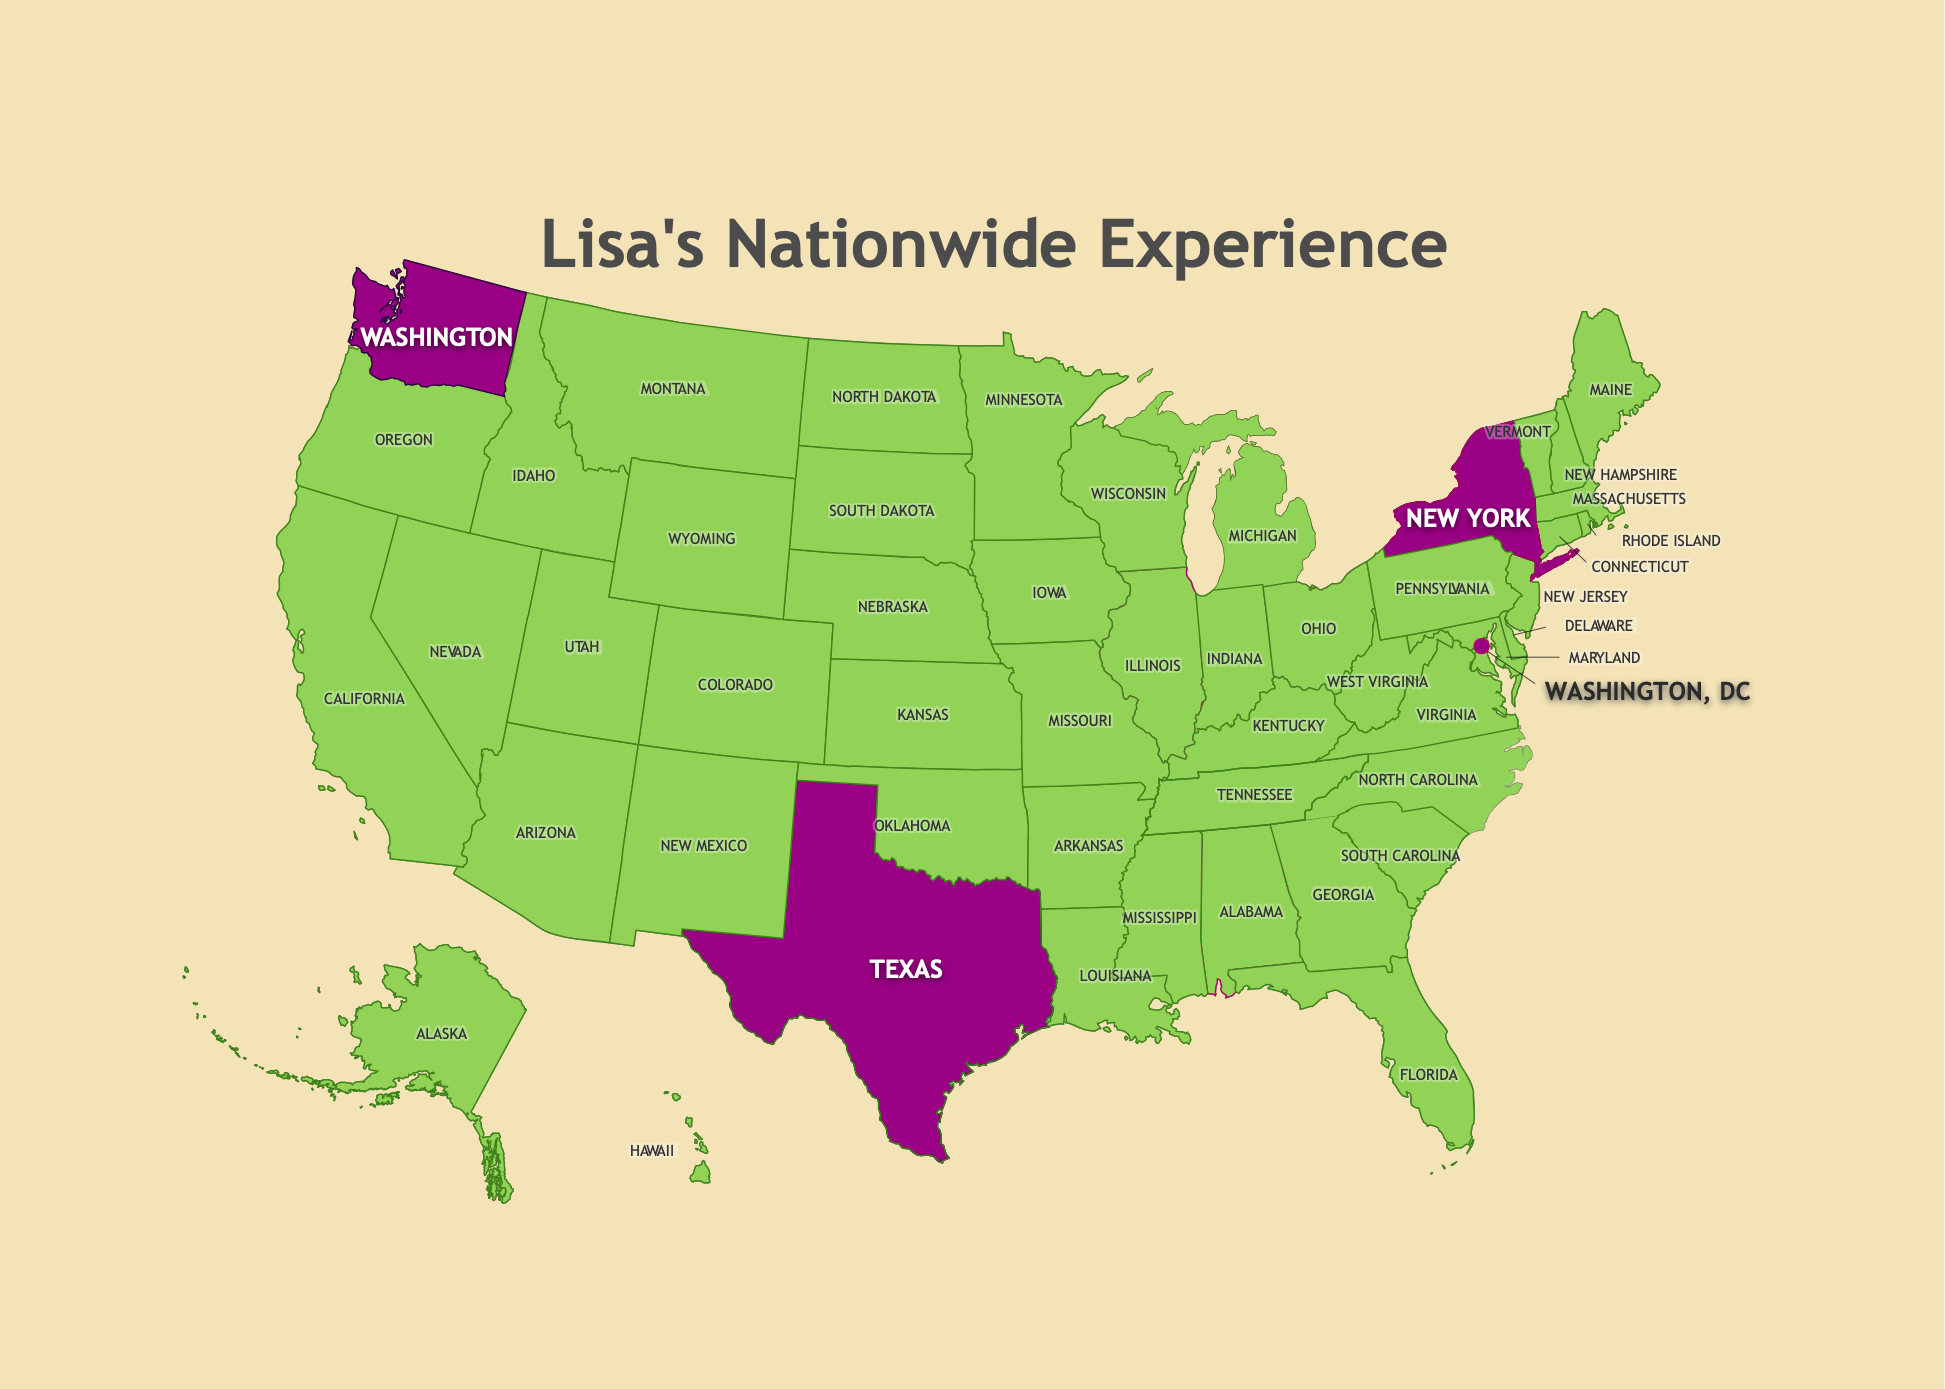 Lisa's Nationwide Experience
WASHINGTON
MONTANA
NORTH DAKOTA
MINNESOTA
MAINE
OREGON
VERMONT
IDAHO
NEW HAMPSHIRE
WISCONSIN
MASSACHUSETTS
SOUTH DAKOTA
NEW YORK
WYOMING
MICHIGAN
RHODE ISLAND
CONNECTICUT
IOWA
PENNSYLVANIA
NEW JERSEY
NEBRASKA
DELAWARE
OHIO
UTAH
NEVADA
INDIANA
MARYLAND
ILLINOIS
COLORADO
WEST VIRGINIA
WASHINGTON, DC
CALIFORNIA
KANSAS
VIRGINIA
MISSOURI
KENTUCKY
NORTH CAROLINA
TENNESSEE
OKLAHOMA
ARIZONA
NEW MEXICO
ARKANSAS
SOUTH CAROLINA
GEORGIA
ALABAMA
MISSISSIPPI
TEXAS
LOUISIANA
ALASKA
FLORIDA
HAWAII